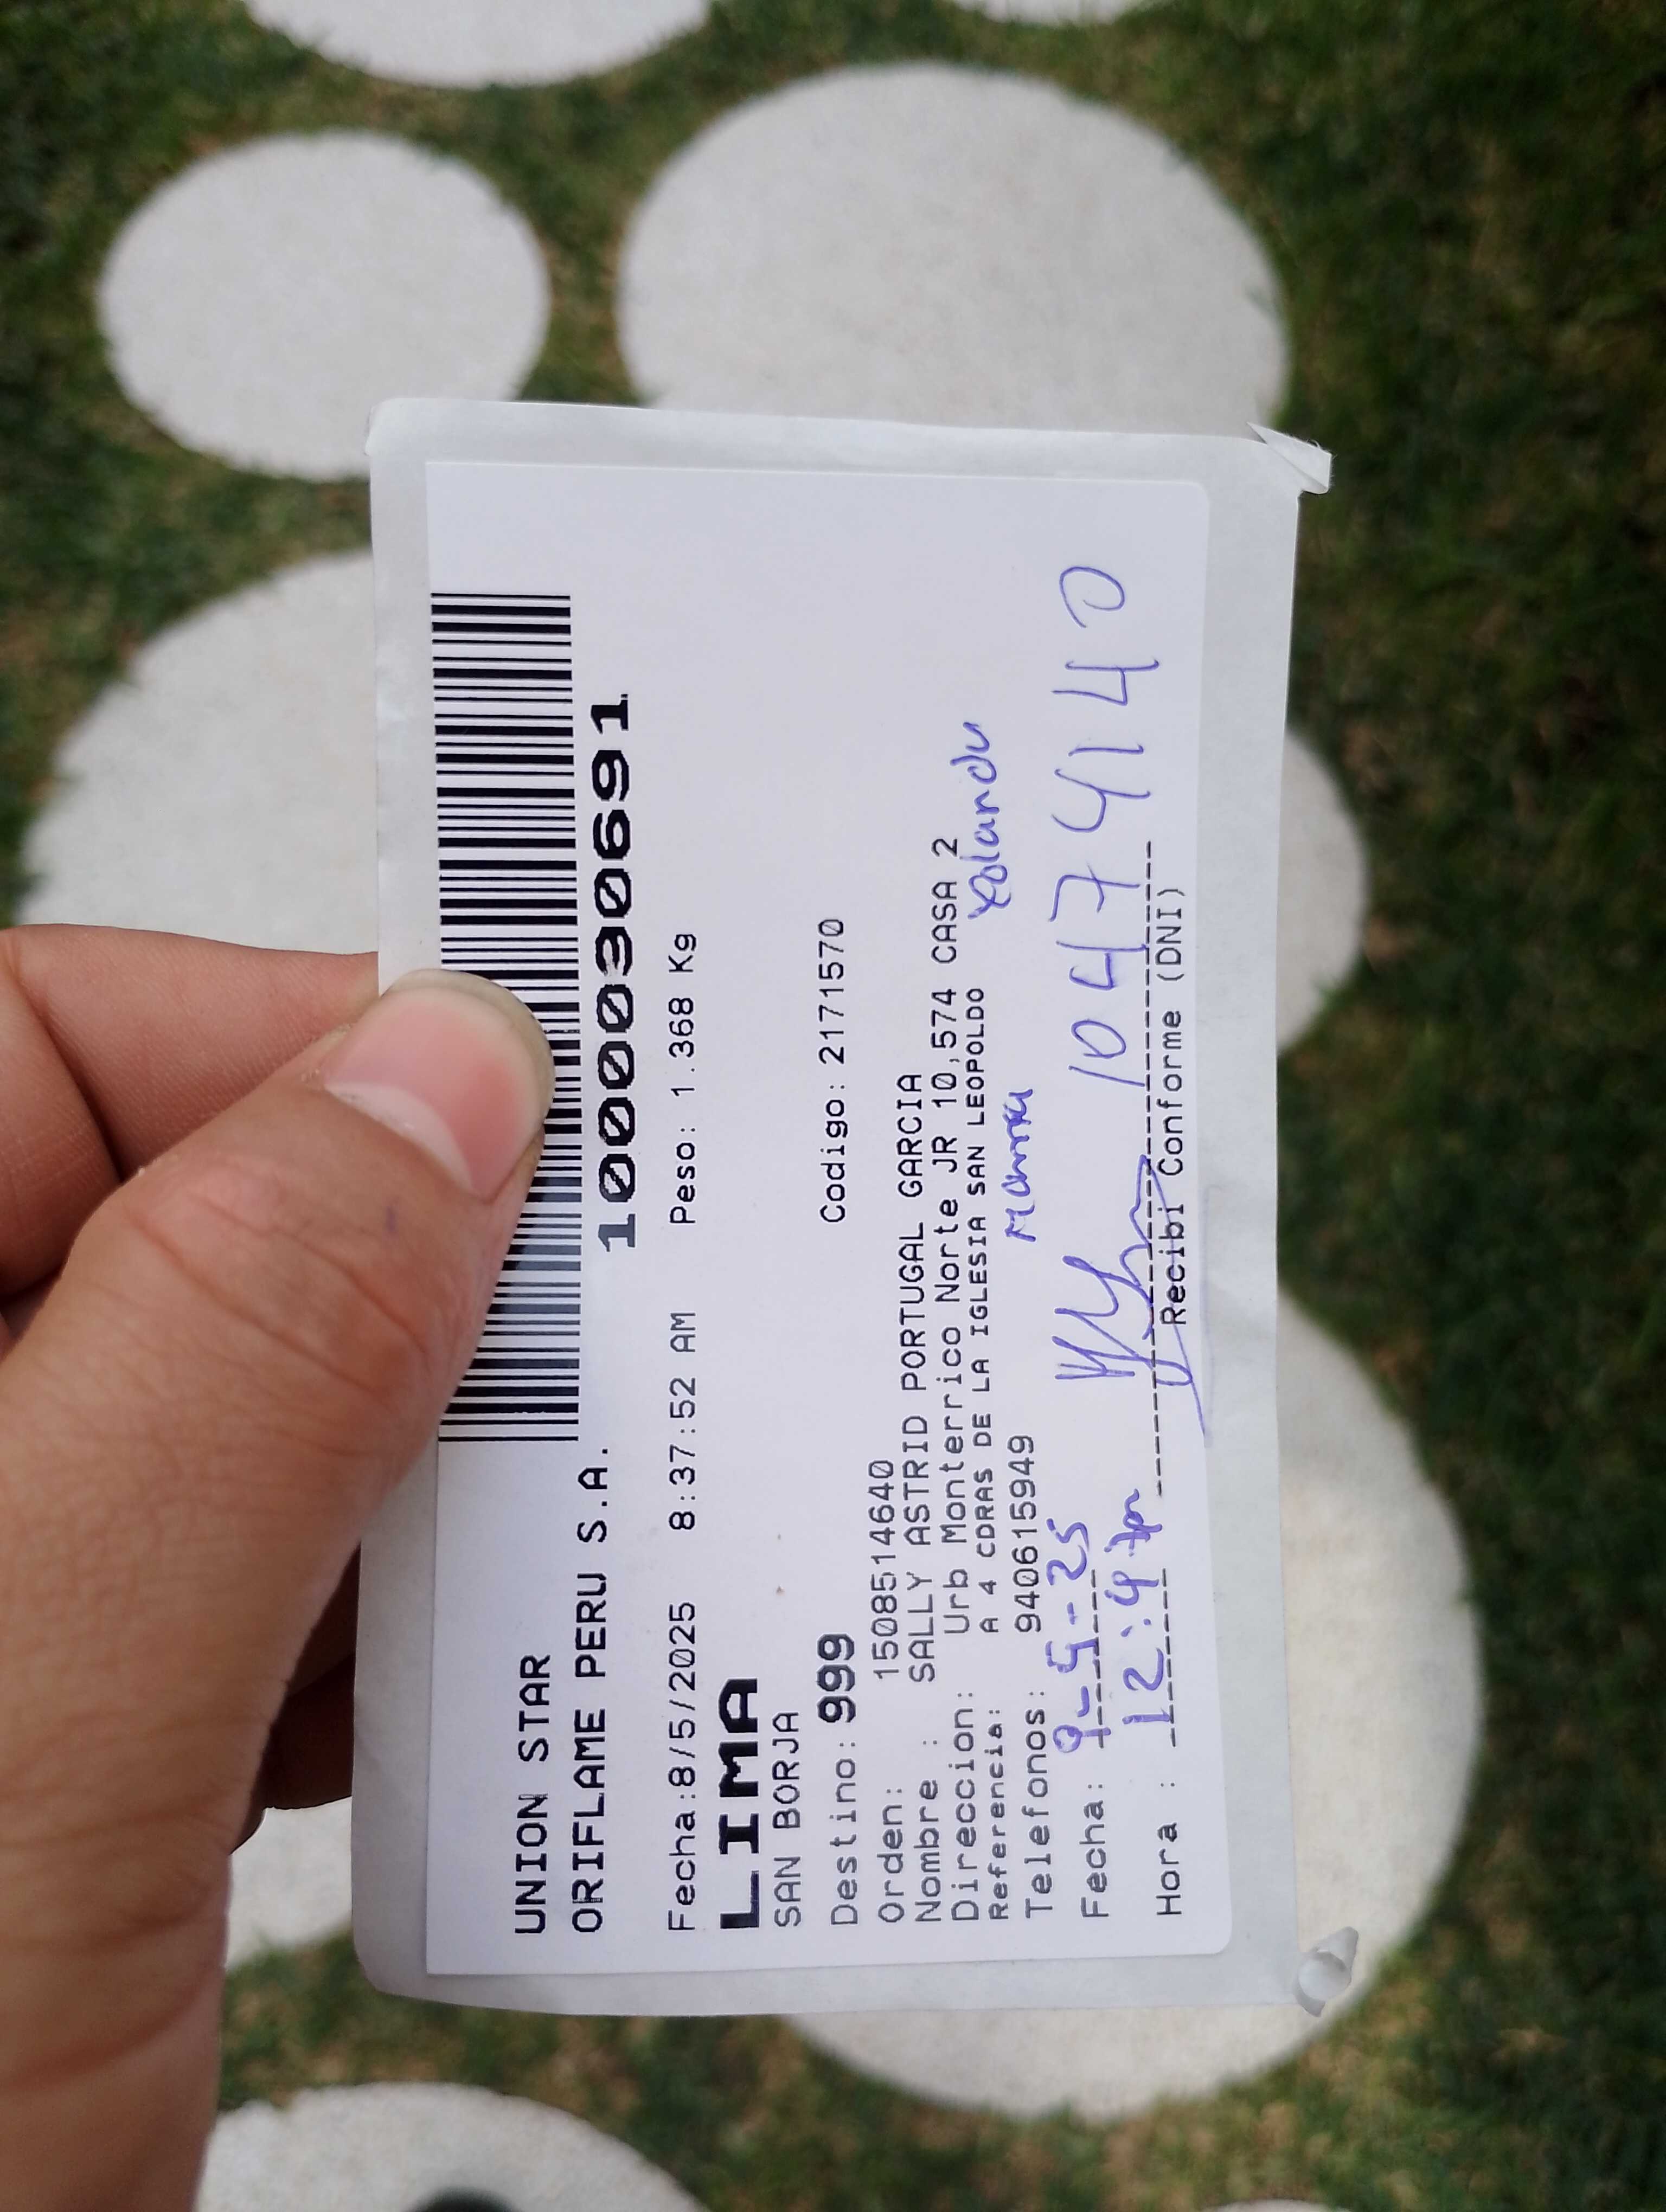 UNION STAR
ORIFLAME PERU S.A.
1000030691
Fecha:8/5/2025 8:37:52 AM Peso: 1.368 Kg
LIMA
SAN BORJA
Destino: 999 Codigo: 2171570
Orden: 1508514640
Nombre : SALLY ASTRID PORTUGAL GARCIA
Direccion: Urb Monterrico Norte JR 10,574 CASA 2
Referencia: A 4 CDRAS DE LA IGLESIA SAN LEOPOLDO
Yolanda
Telefonos: 940615949
Mamá
Fecha: 9-5-25
10474140
Hora : 12:4
Recibi Conforme (DNI)